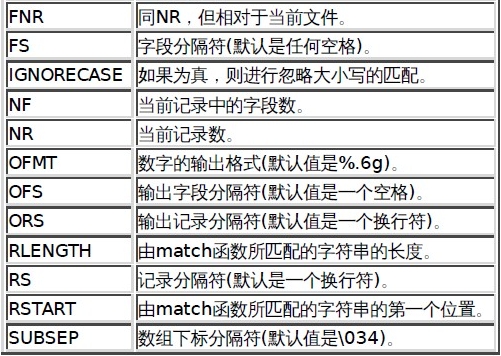 FNR 同NR，但相对于当前文件。
FS 字段分隔符(默认是任何空格)。
IGNORECASE 如果为真，则进行忽略大小写的匹配。
NF 当前记录中的字段数。
NR 当前记录数。
OFMT 数字的输出格式(默认值是%.6g)。
OFS 输出字段分隔符(默认值是一个空格)。
ORS 输出记录分隔符(默认值是一个换行符)。
RLENGTH 由match函数所匹配的字符串的长度。
RS 记录分隔符(默认是一个换行符)。
RSTART 由match函数所匹配的字符串的第一个位置。
SUBSEP 数组下标分隔符(默认值是\034)。